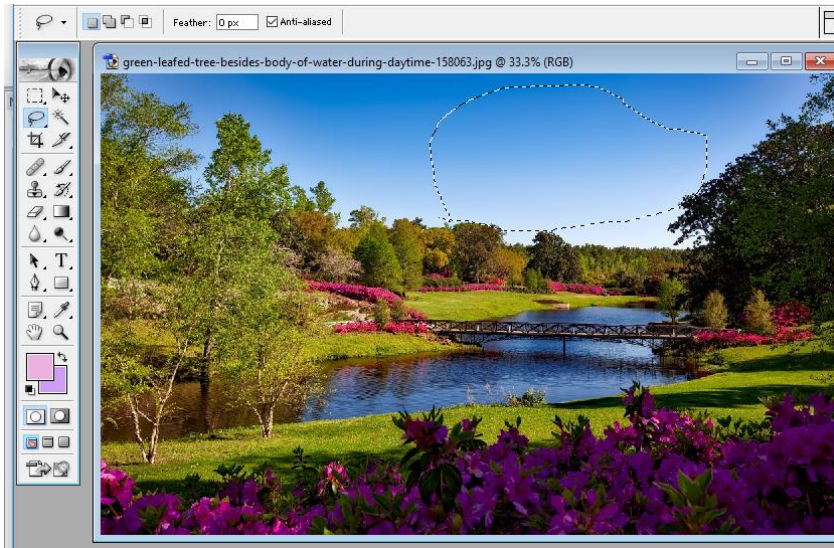 Feather: 0 px Anti-aliased
green-leafed-tree-besides-body-of-water-during-daytime-158063.jpg @ 33.3% (RGB)
T